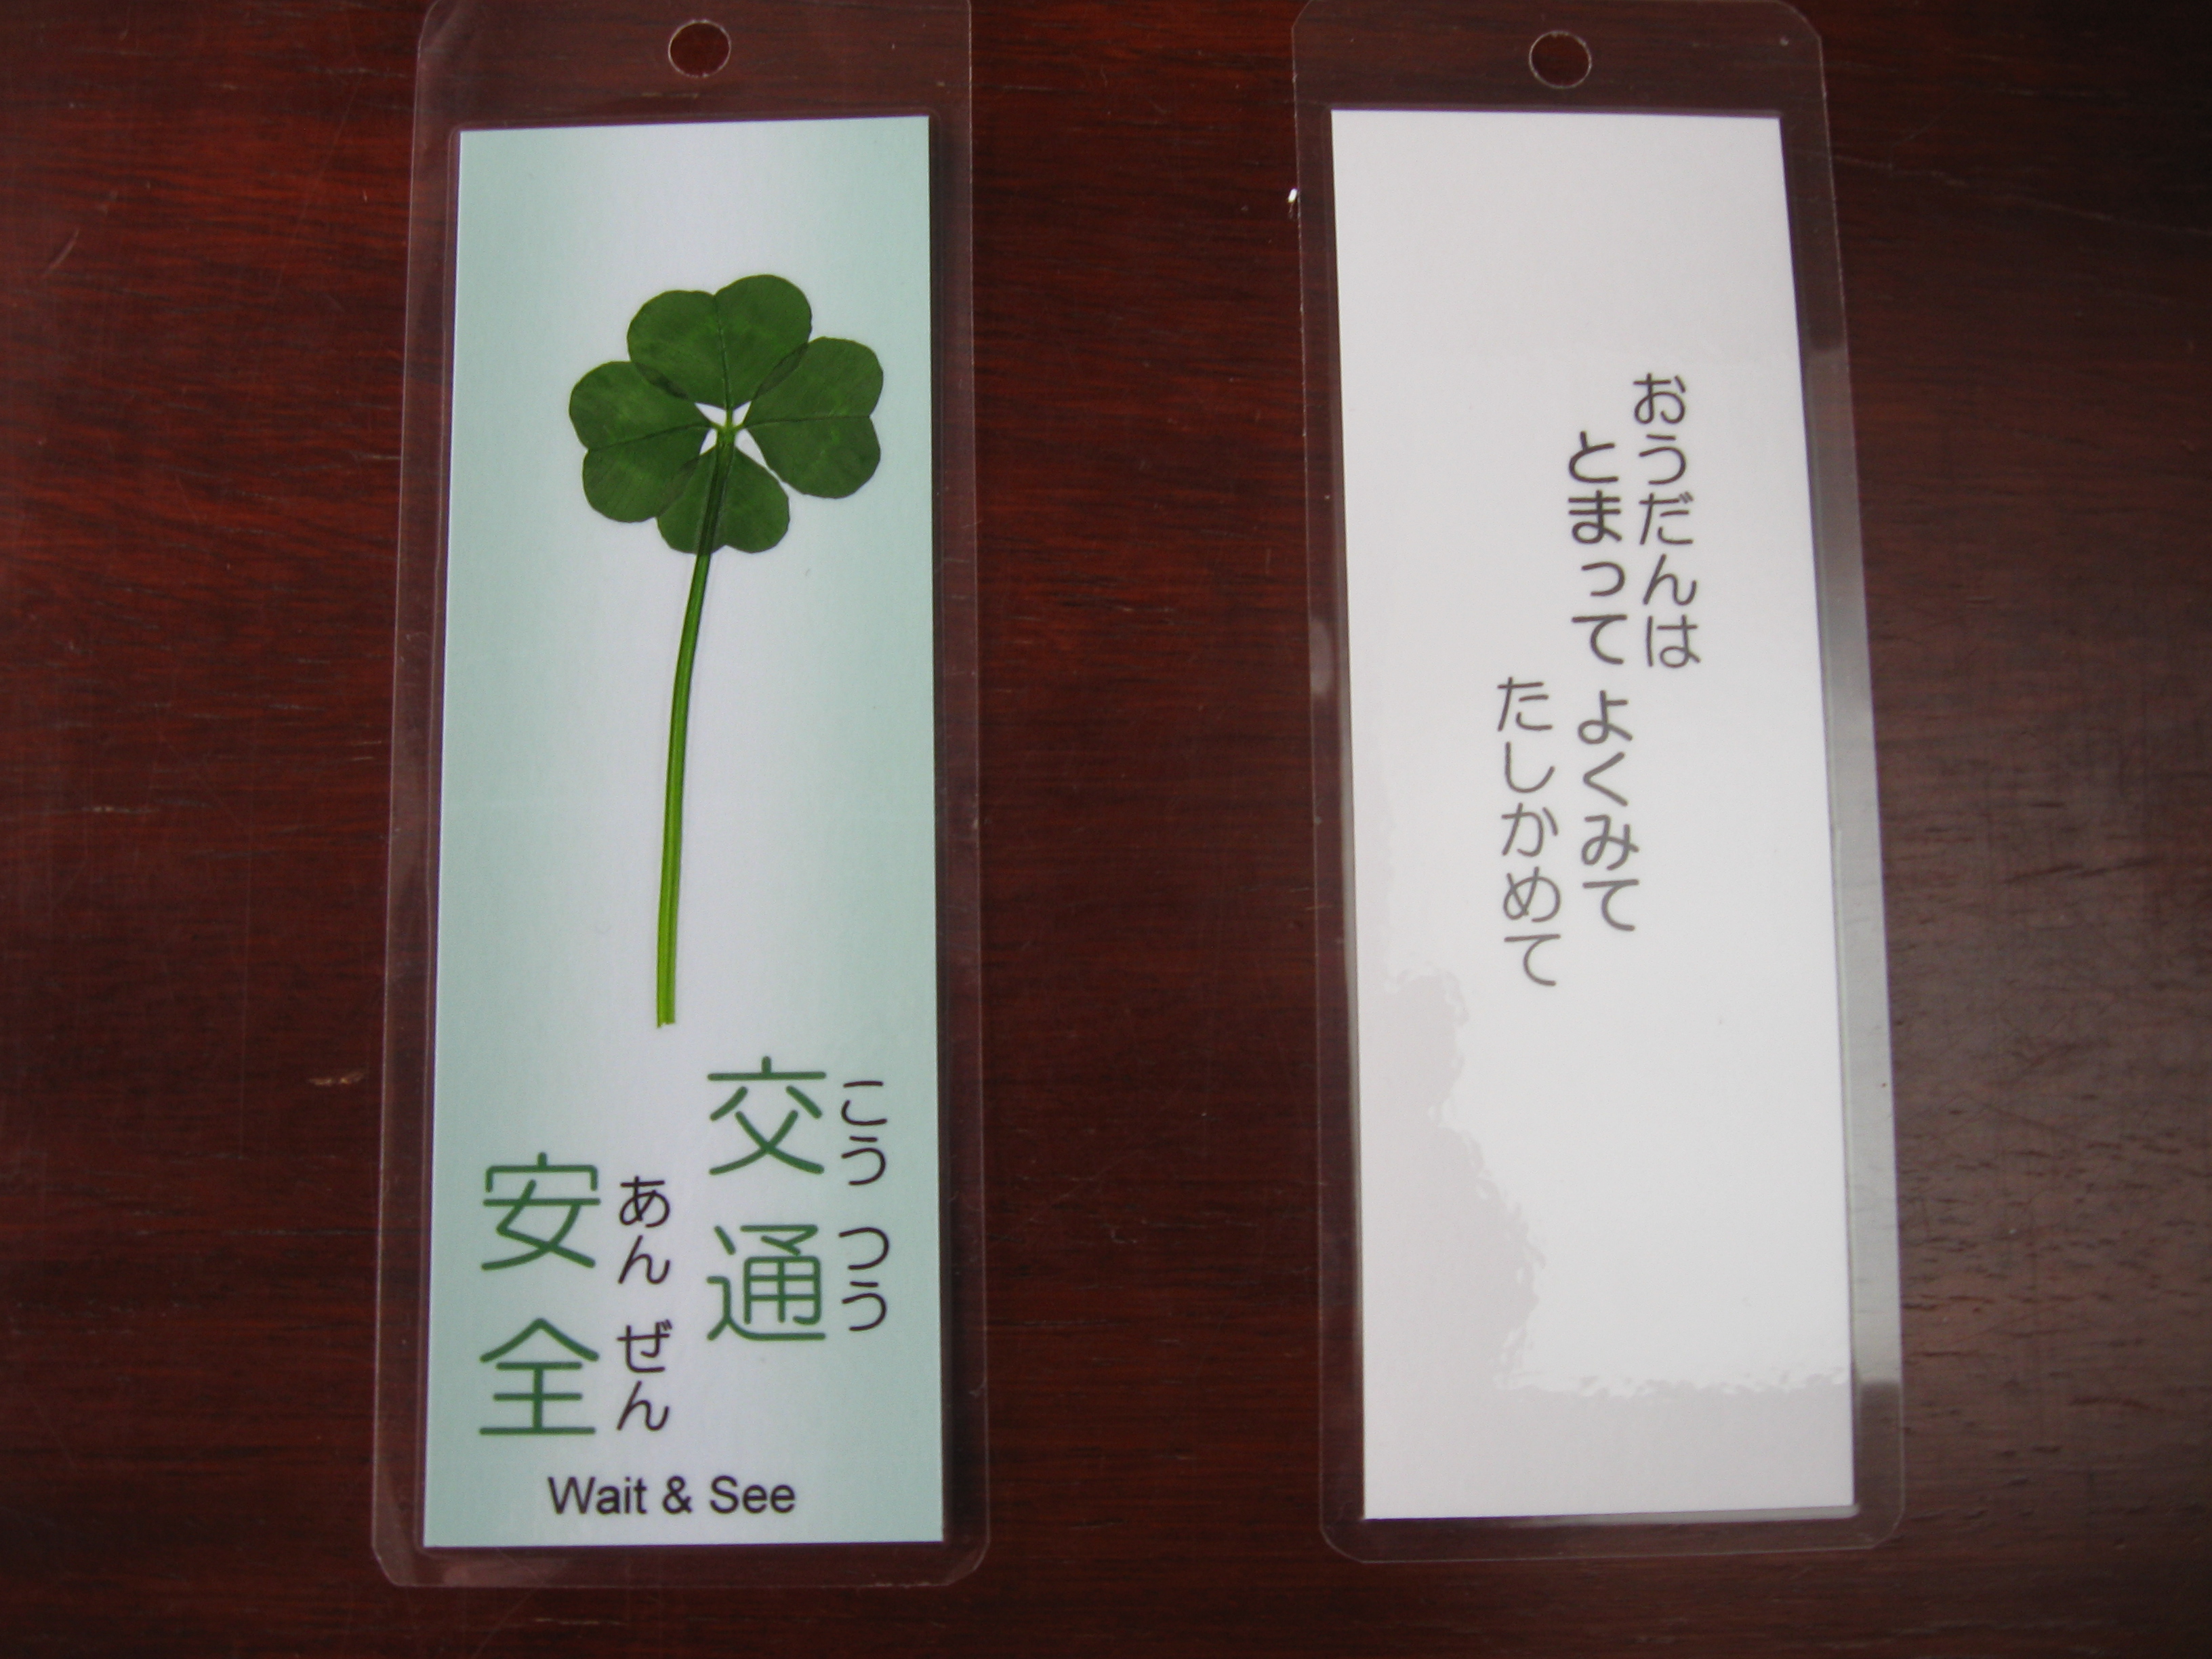 交通
こうつう
安全
あんぜん
Wait & See
おうだんは
とまって よくみて
たしかめて